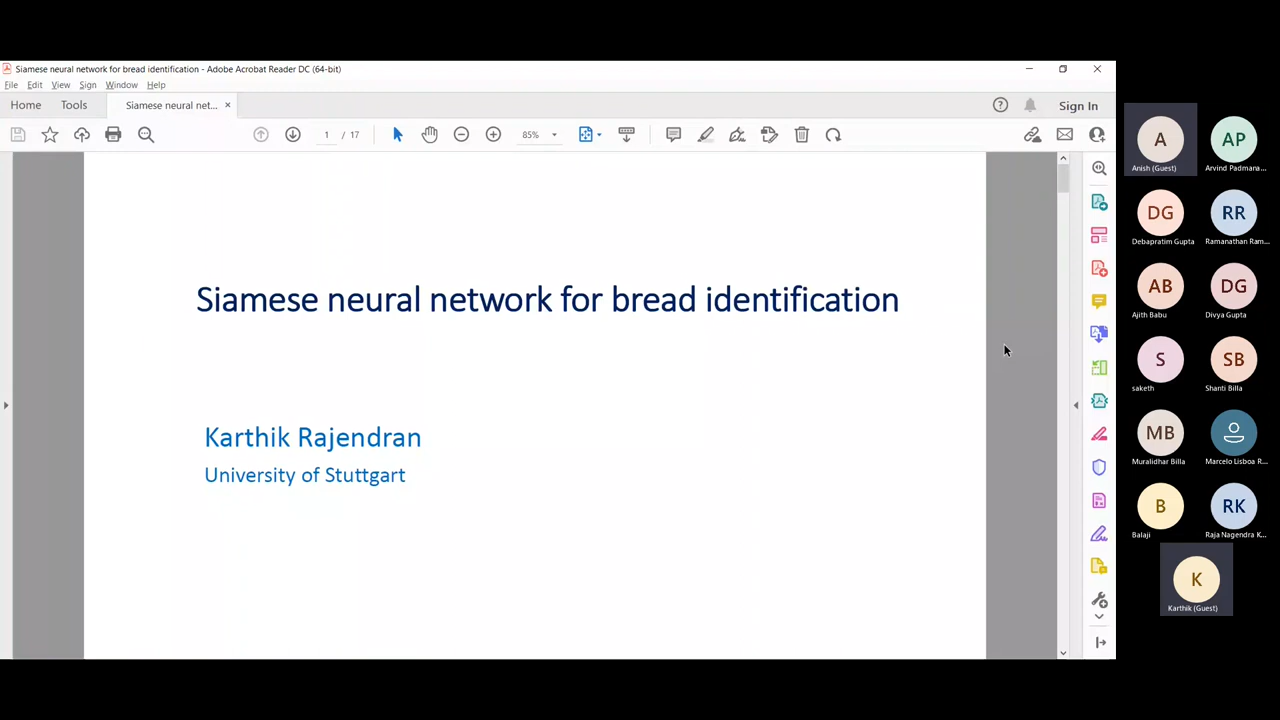 Siamese neural network for bread identification - Adobe Acrobat Reader DC (64-bit)
File Edit View Sign Window Help
Home Tools Siamese neural net... × Sign In
1 / 17 85%
Siamese neural network for bread identification
Karthik Rajendran
University of Stuttgart
A AP
Anish (Guest) Arvind Padmana...
DG RR
Debapratim Gupta Ramanathan Ram...
AB DG
Ajith Babu Divya Gupta
S SB
saketh Shanti Billa
MB
Muralidhar Billa Marcelo Lisboa R...
B RK
Balaji Raja Nagendra K...
K
Karthik (Guest)